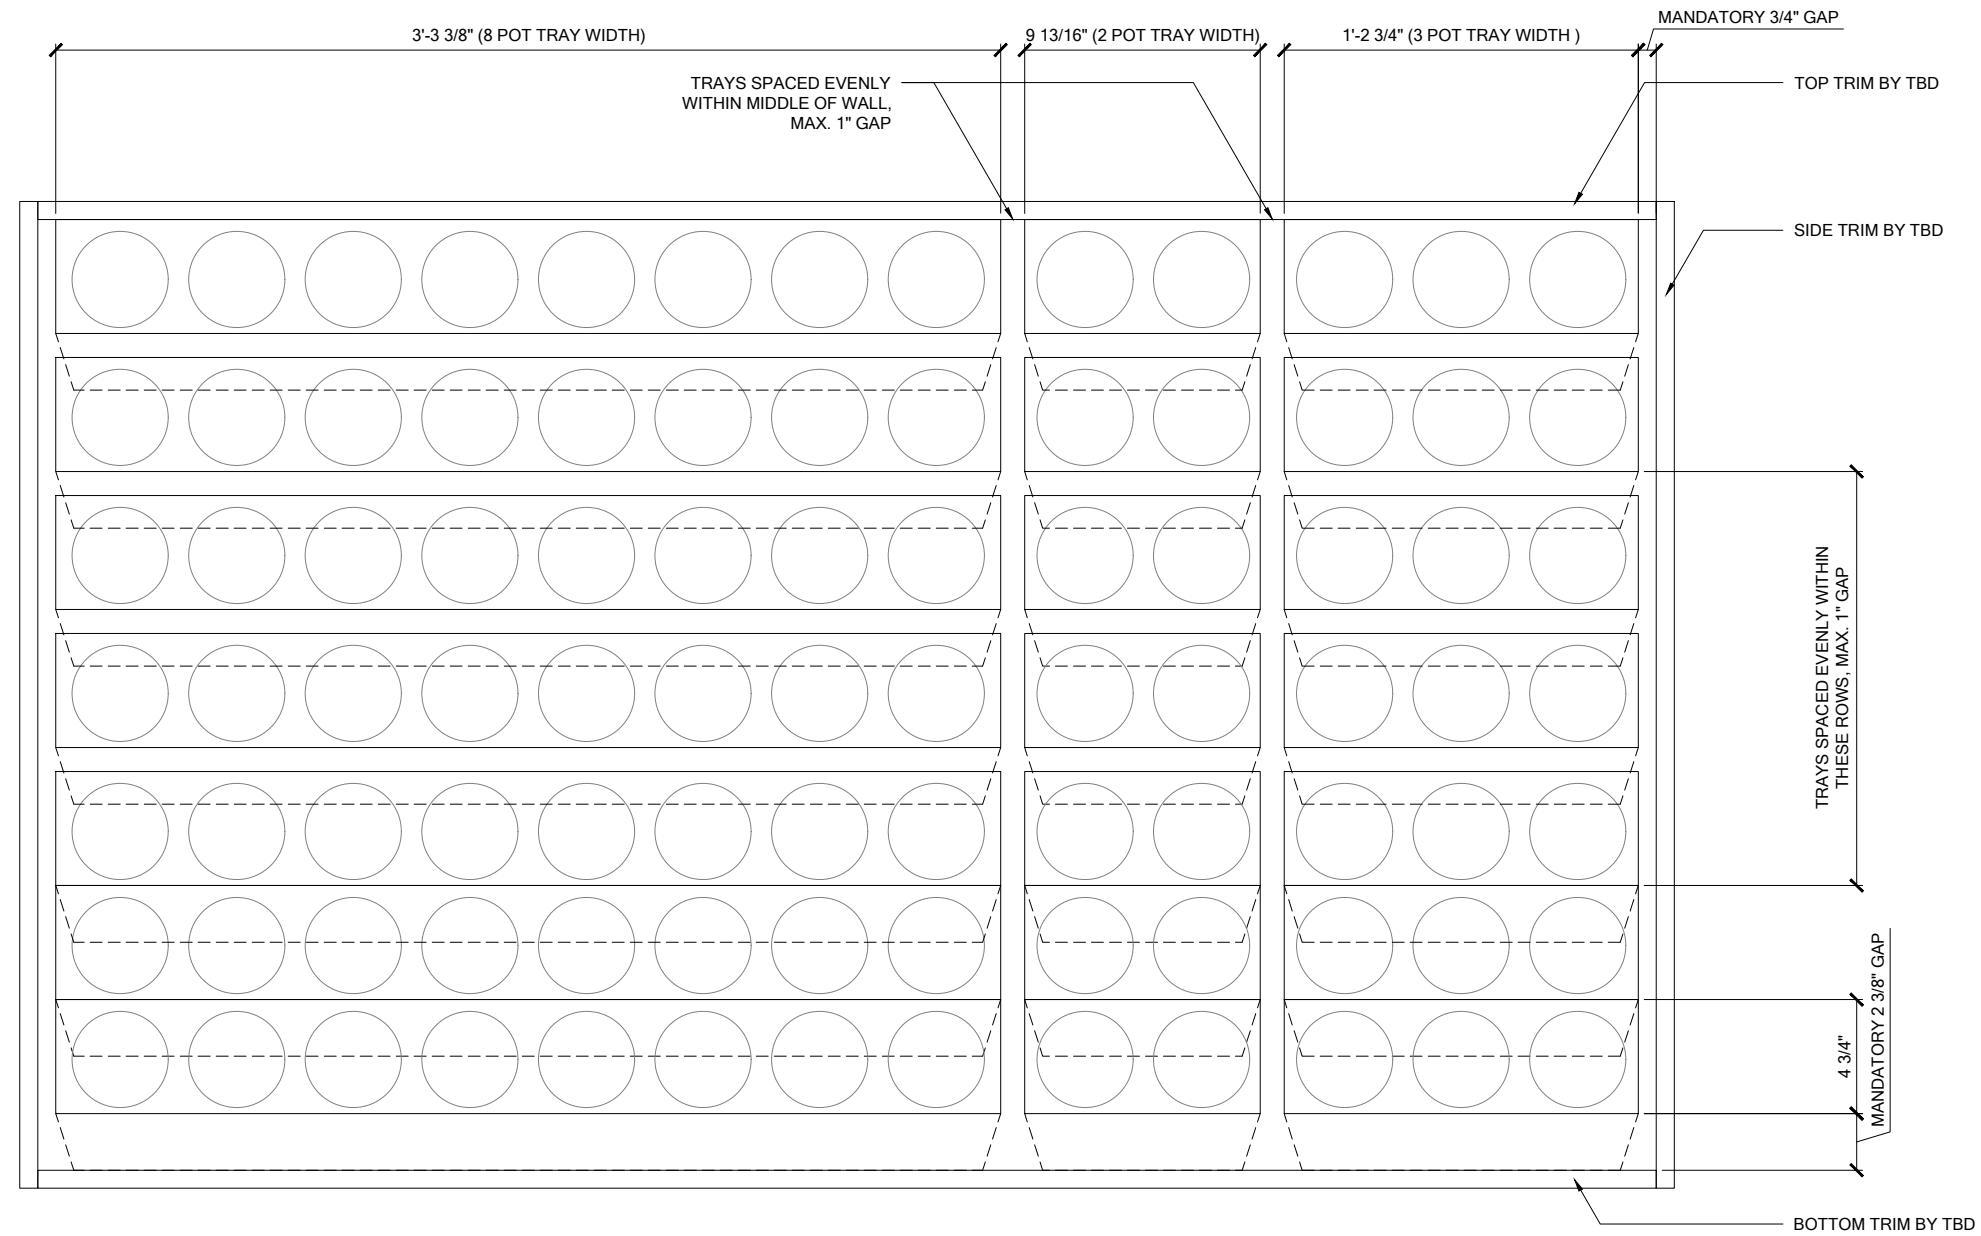 MANDATORY 3/4" GAP
3'-3 3/8" (8 POT TRAY WIDTH)
9 13/16" (2 POT TRAY WIDTH)
1'-2 3/4" (3 POT TRAY WIDTH )
TRAYS SPACED EVENLY
WITHIN MIDDLE OF WALL,
MAX. 1" GAP
TOP TRIM BY TBD
SIDE TRIM BY TBD
TRAYS SPACED EVENLY WITHIN
THESE ROWS, MAX. 1" GAP
4 3/4"
MANDATORY 2 3/8" GAP
BOTTOM TRIM BY TBD